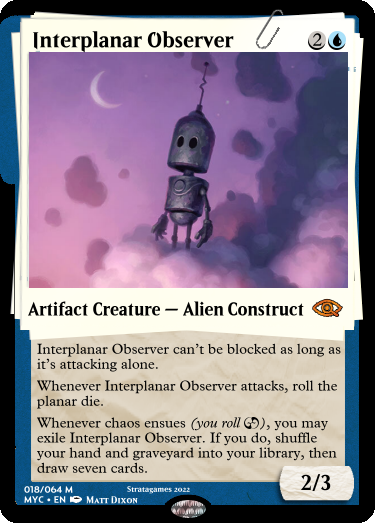 Interplanar Observer 2
Artifact Creature — Alien Construct
Interplanar Observer can't be blocked as long as
it's attacking alone.
Whenever Interplanar Observer attacks, roll the
planar die.
Whenever chaos ensues (you roll ), you may
exile Interplanar Observer. If you do, shuffle
your hand and graveyard into your library, then
draw seven cards.
2/3
018/064 M Stratagames 2022
MYC • EN Matt Dixon